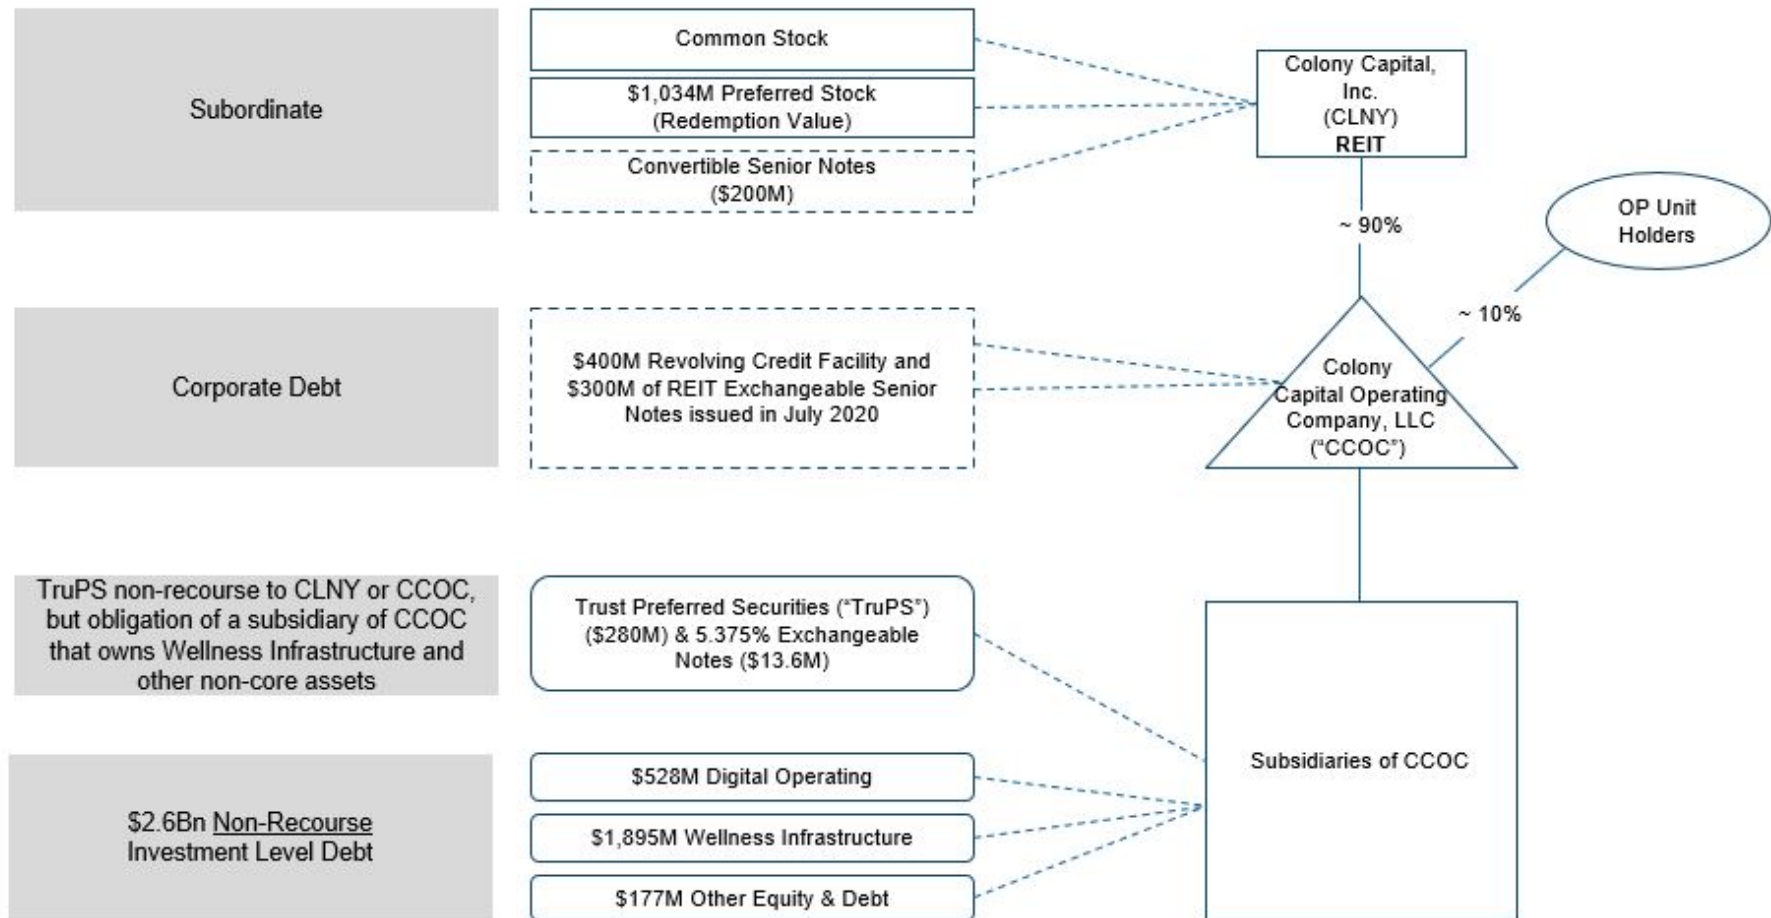 Subordinate
Common Stock
$1,034M Preferred Stock
(Redemption Value)
Convertible Senior Notes
($200M)
Colony Capital,
Inc.
(CLNY)
REIT
~ 90%
OP Unit
Holders
~ 10%
Corporate Debt
$400M Revolving Credit Facility and
$300M of REIT Exchangeable Senior
Notes issued in July 2020
Colony
Capital Operating
Company, LLC
(“CCOC”)
TruPS non-recourse to CLNY or CCOC,
but obligation of a subsidiary of CCOC
that owns Wellness Infrastructure and
other non-core assets
Trust Preferred Securities (“TruPS”)
($280M) & 5.375% Exchangeable
Notes ($13.6M)
Subsidiaries of CCOC
$2.6Bn Non-Recourse
Investment Level Debt
$528M Digital Operating
$1,895M Wellness Infrastructure
$177M Other Equity & Debt